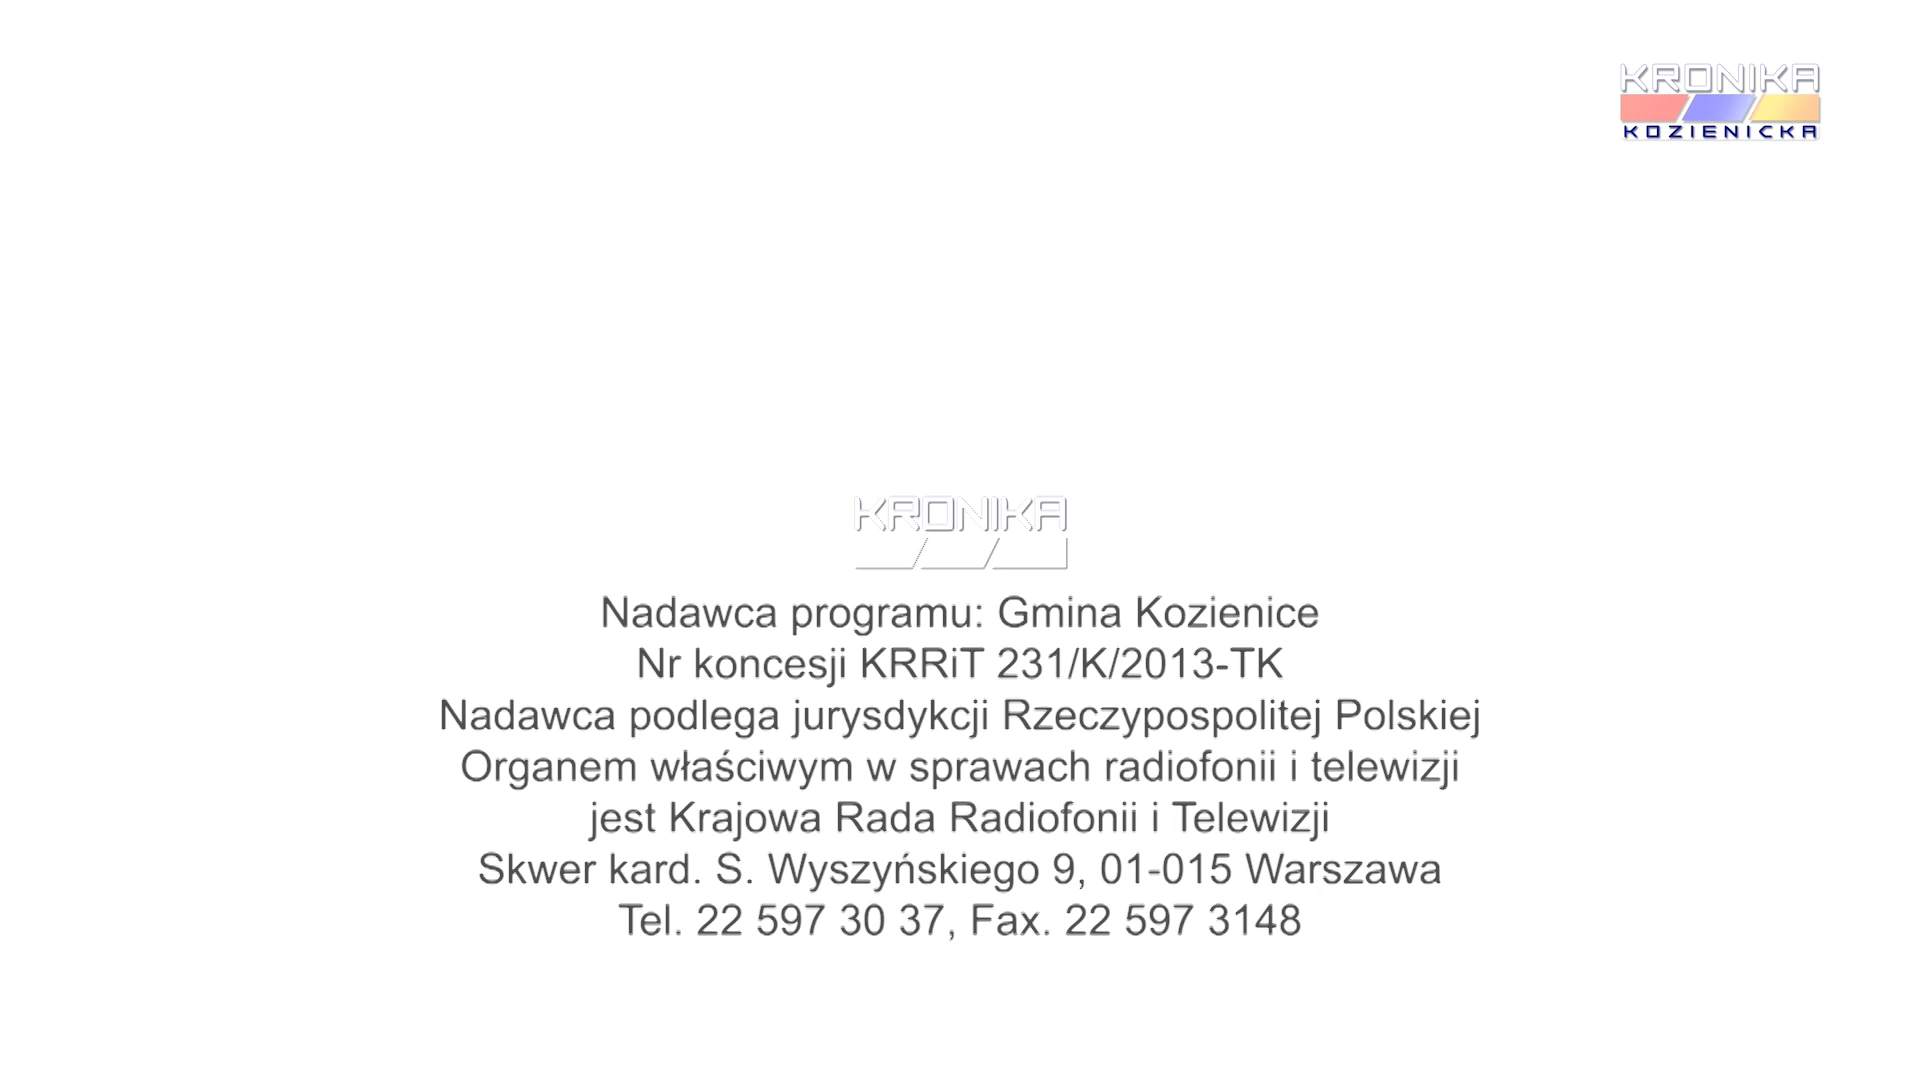 KRONIKA
KOZIENICKA
KRONIKA
Nadawca programu: Gmina Kozienice
Nr koncesji KRRiT 231/K/2013-TK
Nadawca podlega jurysdykcji Rzeczypospolitej Polskiej
Organem właściwym w sprawach radiofonii i telewizji
jest Krajowa Rada Radiofonii i Telewizji
Skwer kard. S. Wyszyńskiego 9, 01-015 Warszawa
Tel. 22 597 30 37, Fax. 22 597 3148